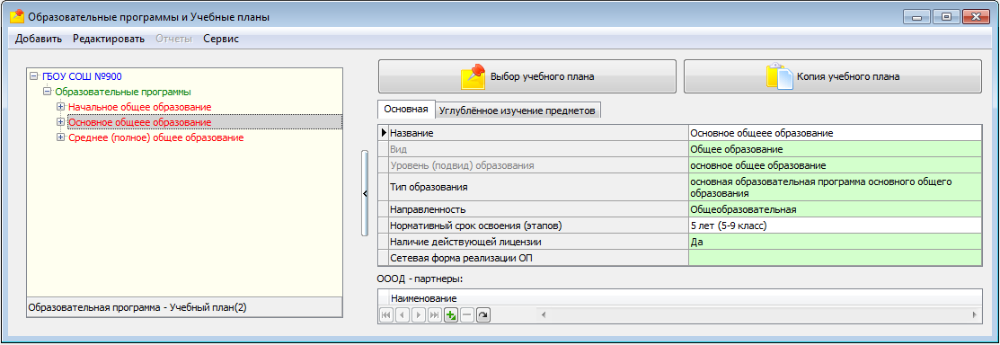 Образовательные программы и Учебные планы
Добавить Редактировать Отчеты Сервис
ГБОУ СОШ №900
Образовательные программы
Начальное общее образование
Основное общеее образование
Среднее (полное) общее образование
Образовательная программа - Учебный план(2)
Выбор учебного плана
Копия учебного плана
Основная
Углублённое изучение предметов
Название Основное общеее образование
Вид Общее образование
Уровень (подвид) образования основное общее образование
Тип образования основная образовательная программа основного общего
образования
Направленность Общеобразовательная
Нормативный срок освоения (этапов) 5 лет (5-9 класс)
Наличие действующей лицензии Да
Сетевая форма реализации ОП
ОООД - партнеры:
Наименование